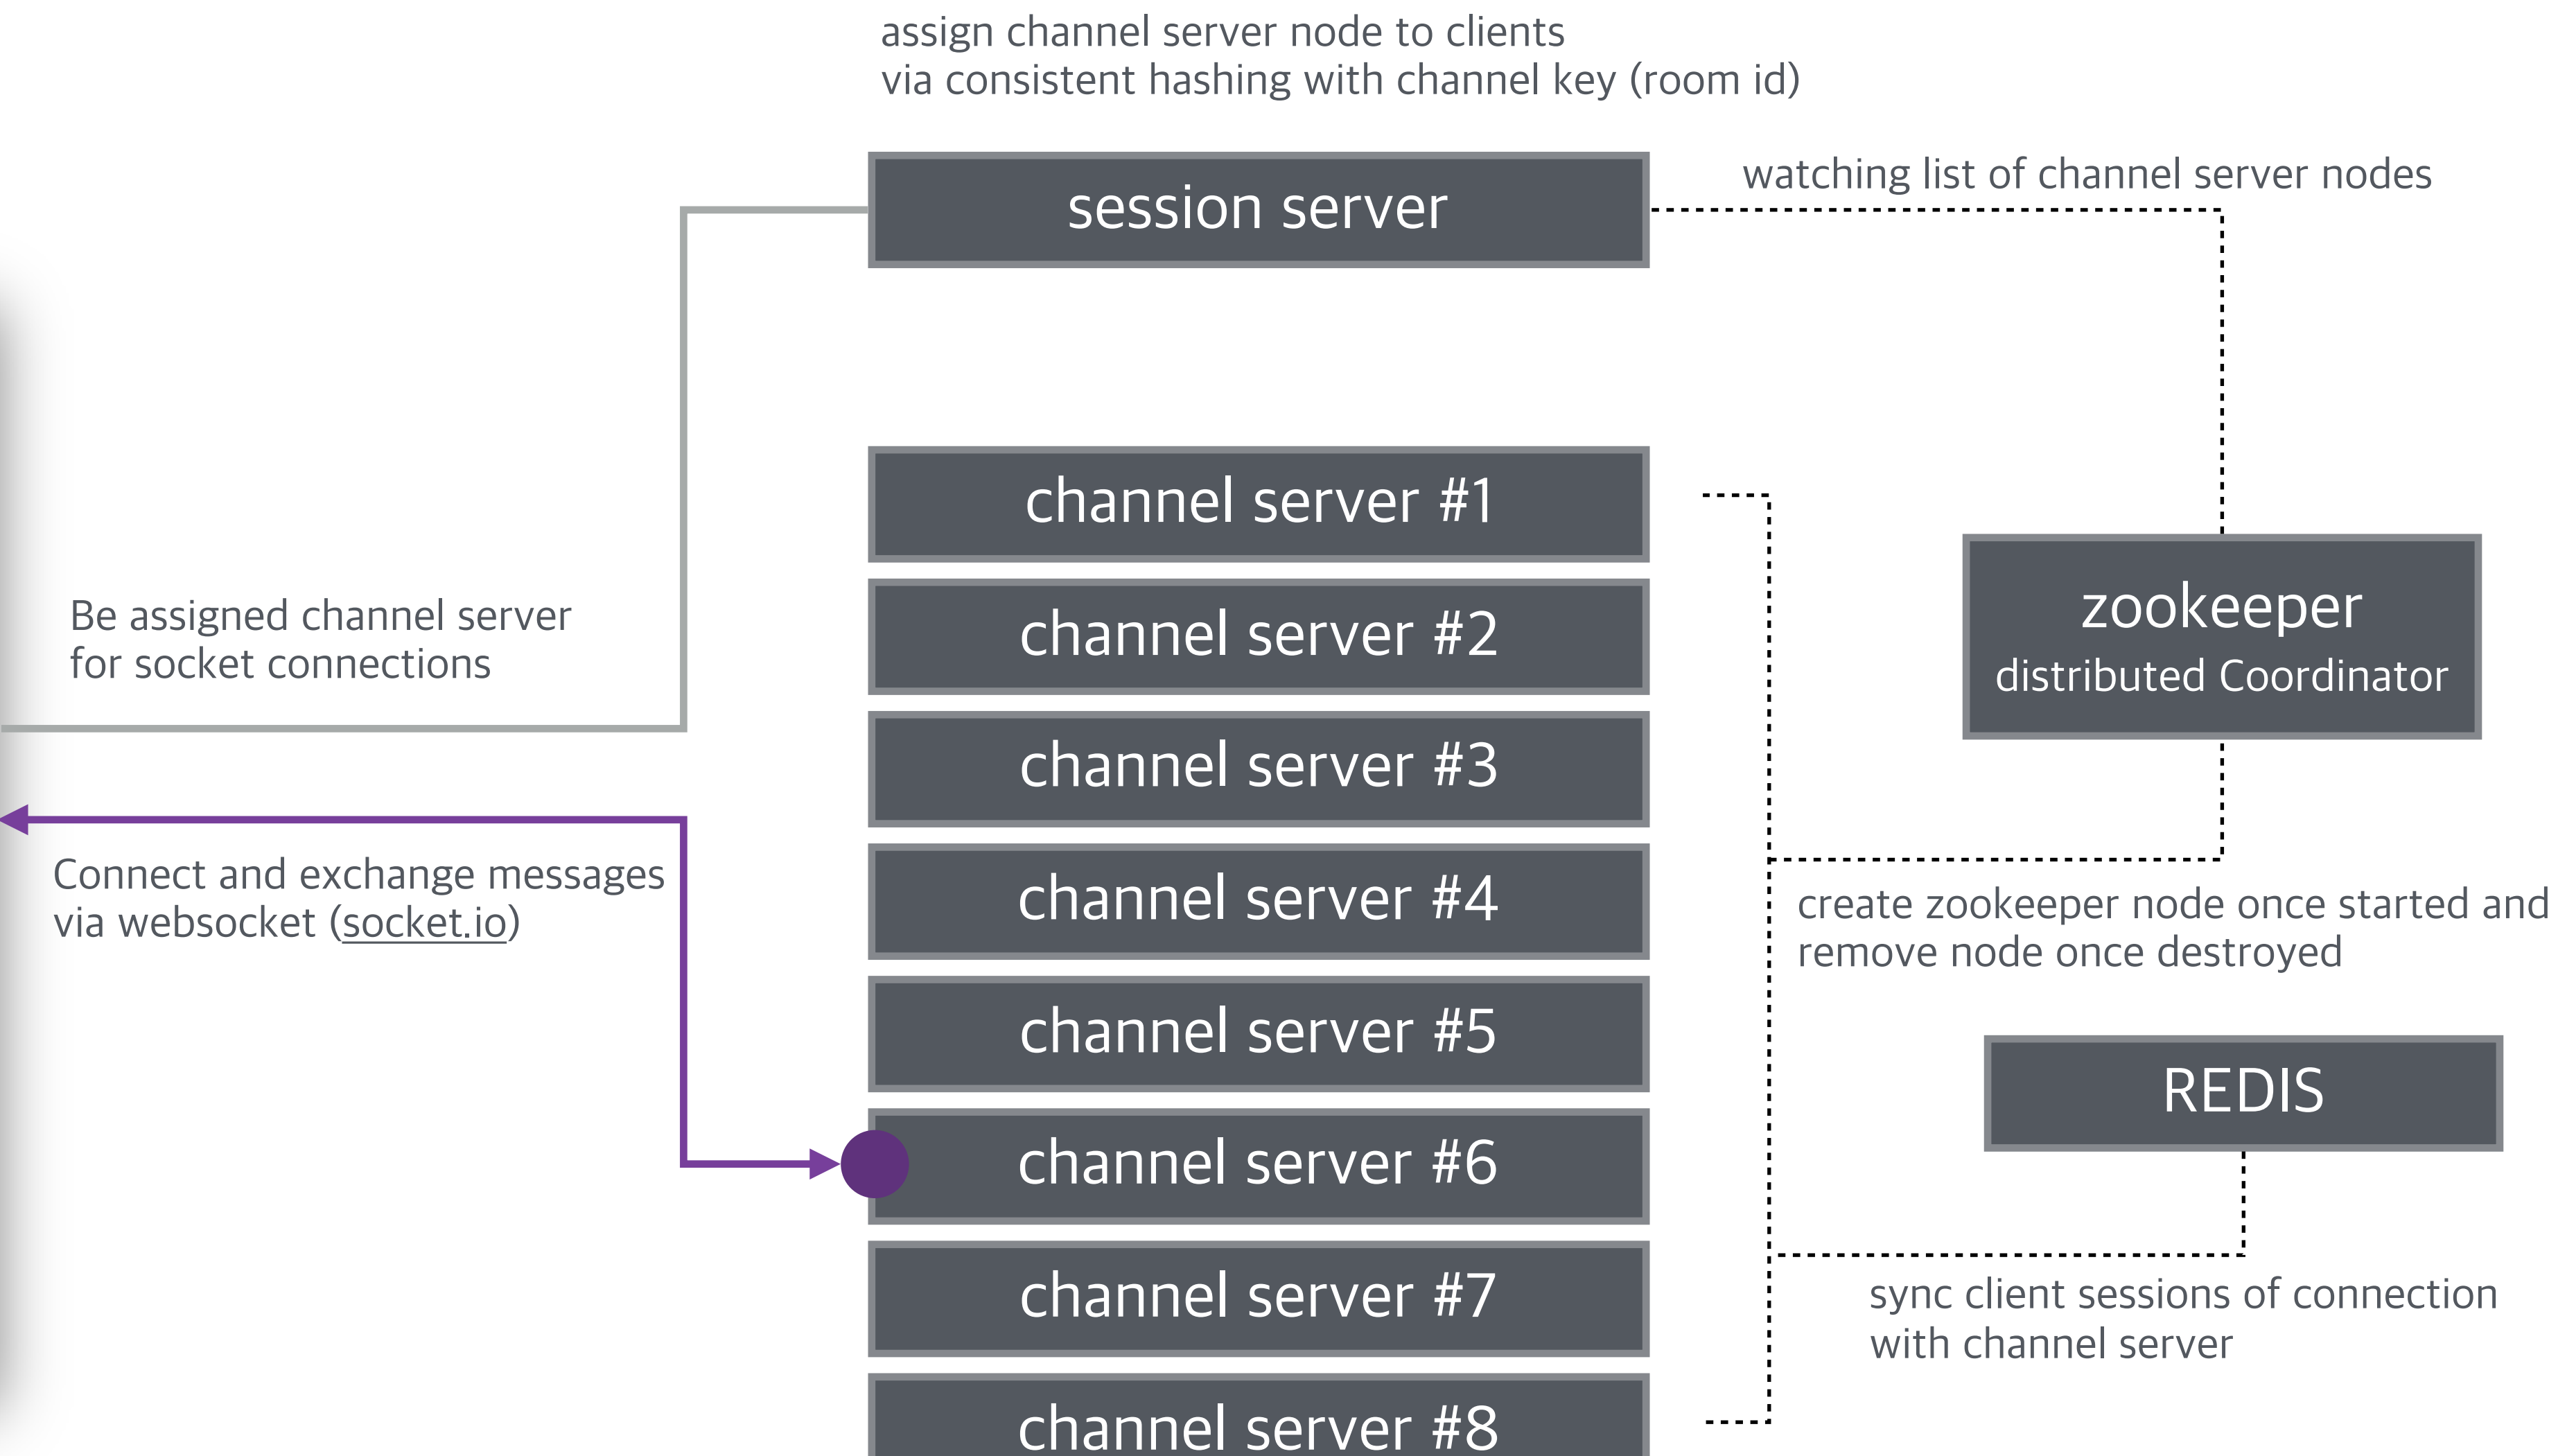 assign channel server node to clients
via consistent hashing with channel key (room id)
session server
watching list of channel server nodes
channel server #1
channel server #2
channel server #3
channel server #4
channel server #5
channel server #6
channel server #7
channel server #8
Be assigned channel server
for socket connections
Connect and exchange messages
via websocket (socket.io)
zookeeper
distributed Coordinator
create zookeeper node once started and
remove node once destroyed
REDIS
sync client sessions of connection
with channel server